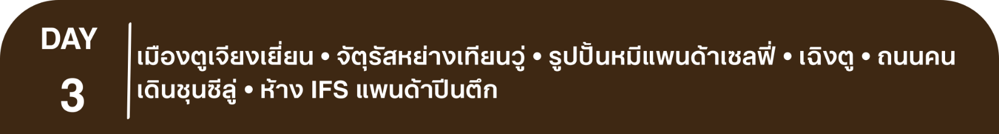 DAY
3
เมืองตูเจียงเยี่ยน • จัตุรัสหย่างเทียนวู่ • รูปปั้นหมีแพนด้าเซลฟี่ • เฉิงตู • ถนนคน
เดินชุนซีลู่ • ห้าง IFS แพนด้าปีนตึก